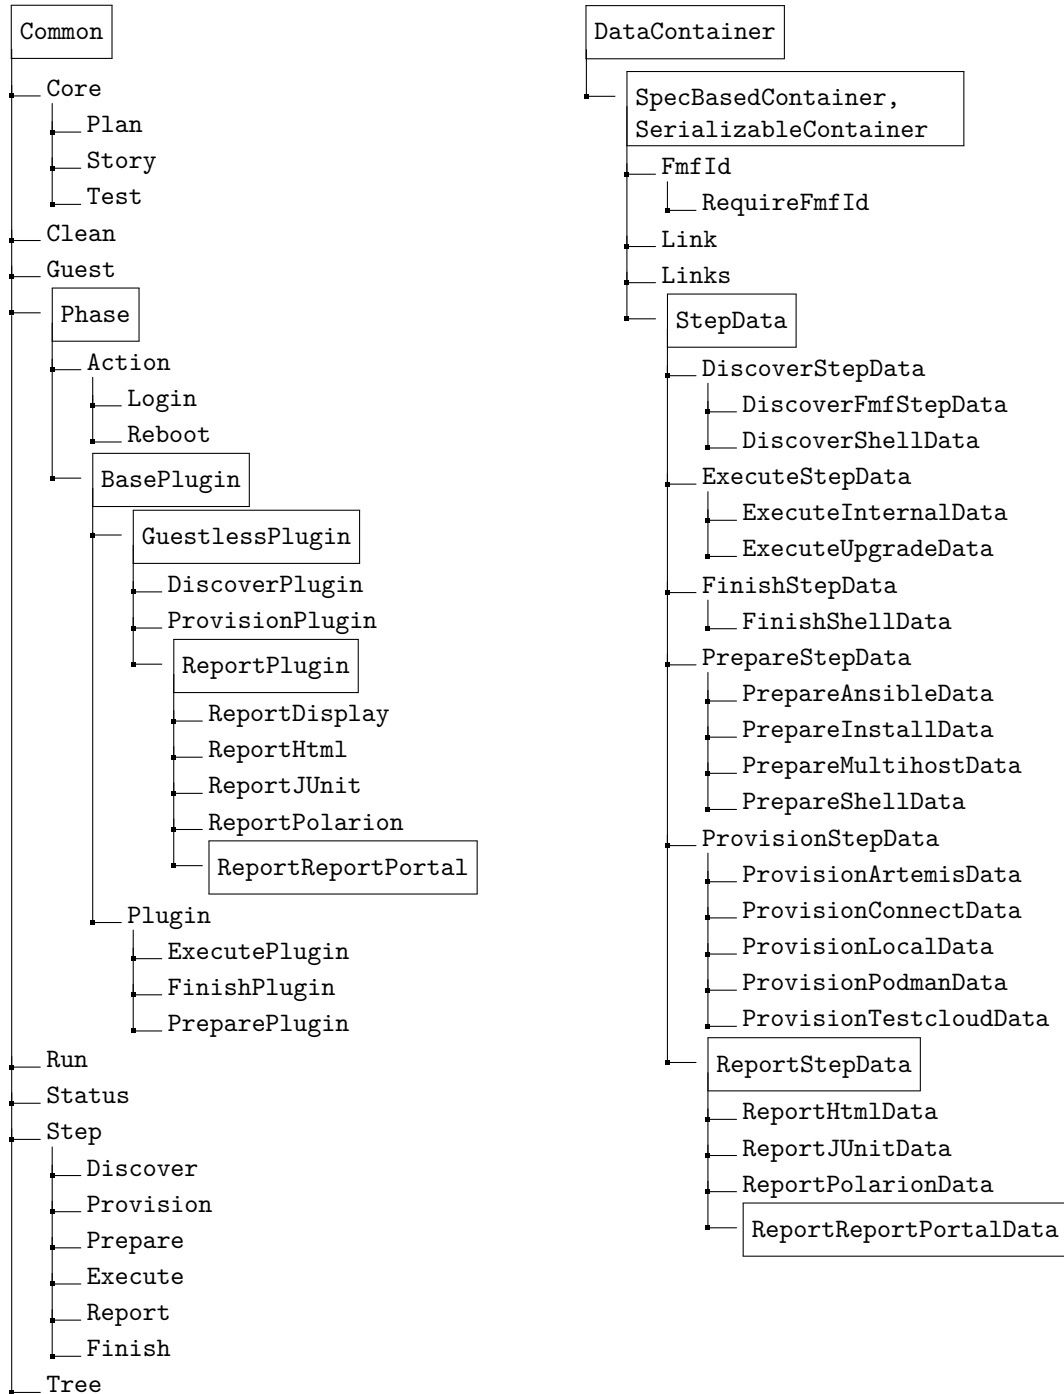 Common
Core
Plan
Story
Test
Clean
Guest
Phase
Action
Login
Reboot
BasePlugin
GuestlessPlugin
DiscoverPlugin
ProvisionPlugin
ReportPlugin
ReportDisplay
ReportHtml
ReportJUnit
ReportPolarion
ReportReportPortal
Plugin
ExecutePlugin
FinishPlugin
PreparePlugin
Run
Status
Step
Discover
Provision
Prepare
Execute
Report
Finish
Tree
DataContainer
SpecBasedContainer,
SerializableContainer
FmfId
RequireFmfId
Link
Links
StepData
DiscoverStepData
DiscoverFmfStepData
DiscoverShellData
ExecuteStepData
ExecuteInternalData
ExecuteUpgradeData
FinishStepData
FinishShellData
PrepareStepData
PrepareAnsibleData
PrepareInstallData
PrepareMultihostData
PrepareShellData
ProvisionStepData
ProvisionArtemisData
ProvisionConnectData
ProvisionLocalData
ProvisionPodmanData
ProvisionTestcloudData
ReportStepData
ReportHtmlData
ReportJUnitData
ReportPolarionData
ReportReportPortalData